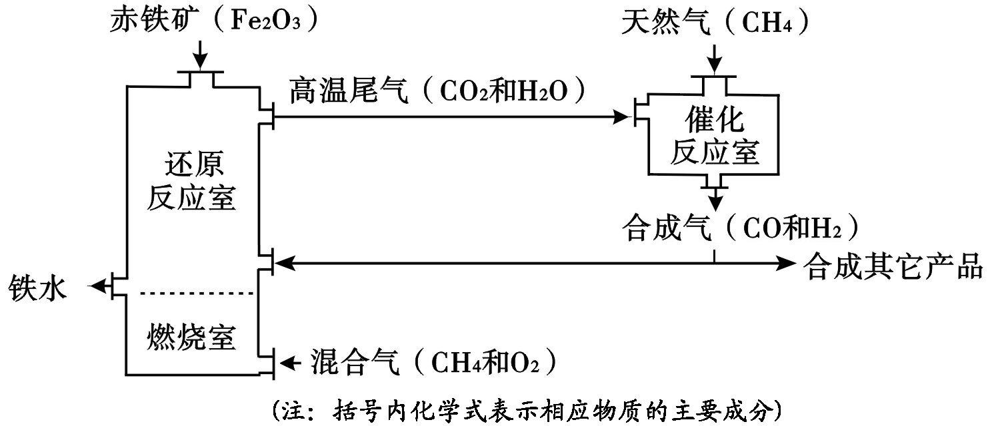 赤铁矿（Fe₂O₃）
天然气（CH₄）
高温尾气（CO₂和H₂O）
催化
反应室
还原
反应室
合成气（CO和H₂）
合成其它产品
铁水
燃烧室
混合气（CH₄和O₂）
(注：括号内化学式表示相应物质的主要成分)